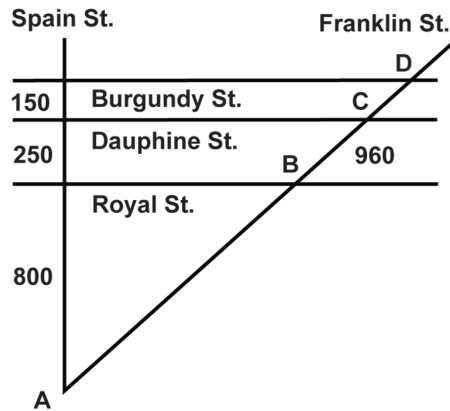 Spain St.
Franklin St.
D
150
Burgundy St.
C
Dauphine St.
250
960
B
Royal St.
800
A